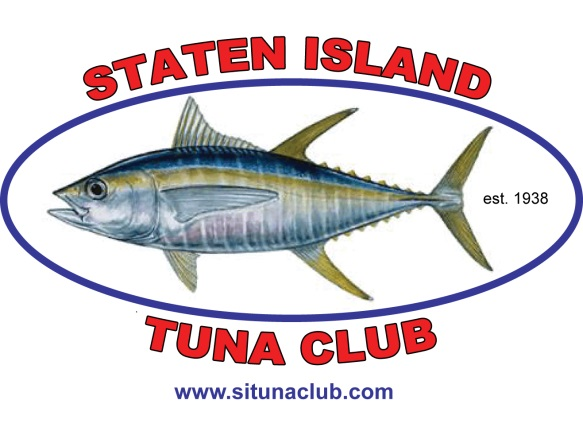 STATEN ISLAND
est. 1938
TUNA CLUB
www.situnaclub.com